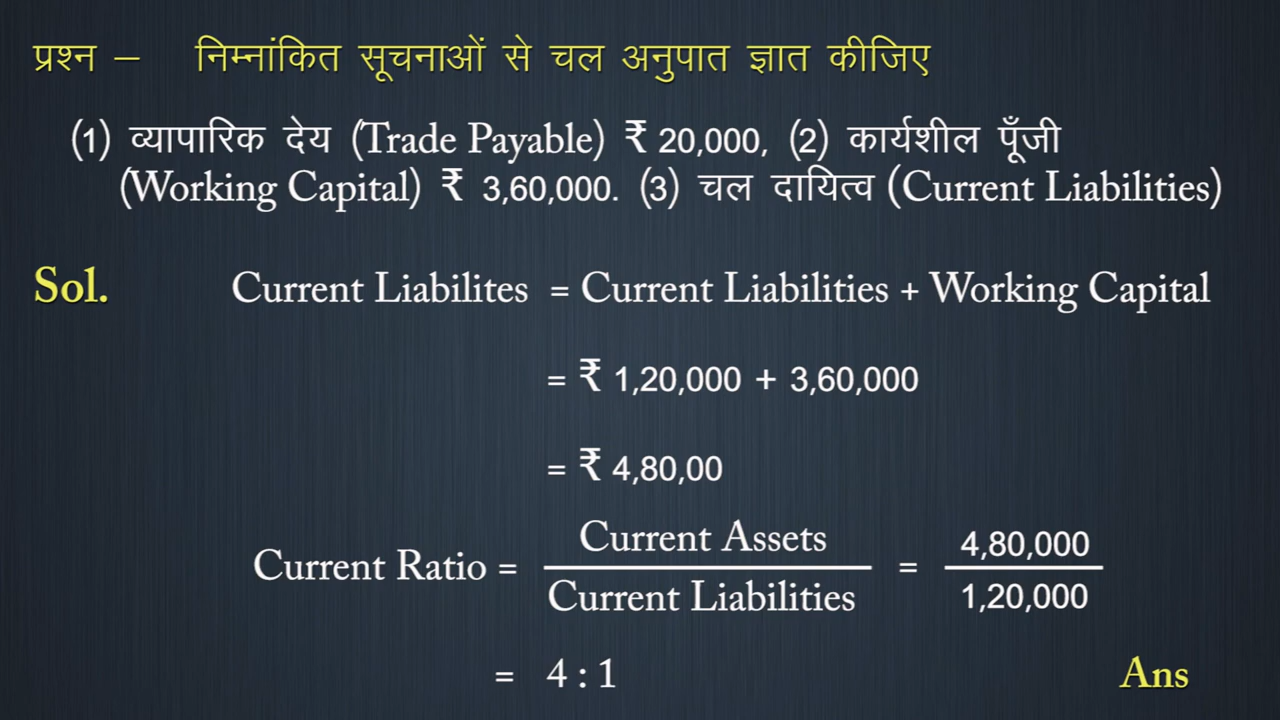 प्रश्न – निम्नांकित सूचनाओं से चल अनुपात ज्ञात कीजिए
(1) व्यापारिक देय (Trade Payable) ₹ 20,000, (2) कार्यशील पूँजी
(Working Capital) ₹ 3,60,000. (3) चल दायित्व (Current Liabilities)
Sol. Current Liabilites = Current Liabilities + Working Capital
= ₹ 1,20,000 + 3,60,000
= ₹ 4,80,00
Current Assets 4,80,000
Current Ratio = =
Current Liabilities 1,20,000
= 4 : 1 Ans